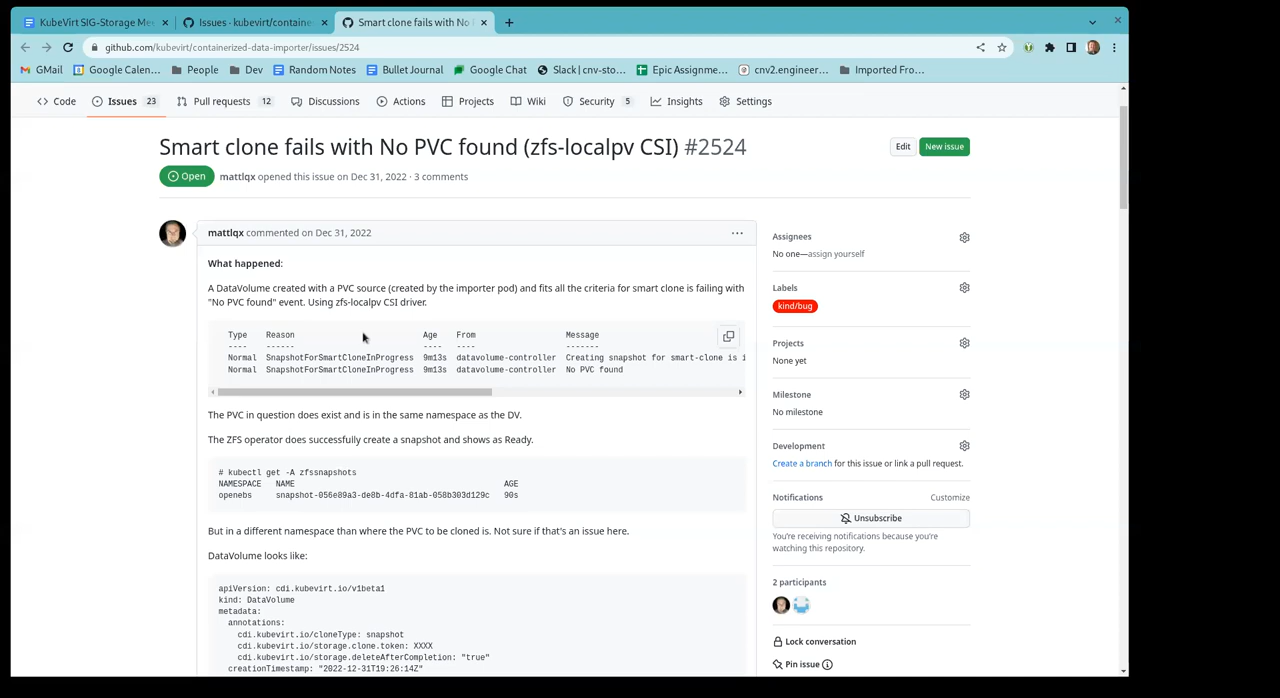 KubeVirt SIG-Storage Me
Issues · kubevirt/containe
Smart clone fails with No
github.com/kubevirt/containerized-data-importer/issues/2524
GMail
Google Calen...
People
Dev
Random Notes
Bullet Journal
Google Chat
Slack | cnv-sto...
Epic Assignme...
cnv2.engineer...
Imported Fro...
Code
Issues 23
Pull requests 12
Discussions
Actions
Projects
Wiki
Security 5
Insights
Settings
Smart clone fails with No PVC found (zfs-localpv CSI) #2524
Edit
New issue
Open
mattlqx opened this issue on Dec 31, 2022 · 3 comments
mattlqx commented on Dec 31, 2022
What happened:
A DataVolume created with a PVC source (created by the importer pod) and fits all the criteria for smart clone is failing with
"No PVC found" event. Using zfs-localpv CSI driver.
Type Reason Age From Message
---- ------ ---- ---- -------
Normal SnapshotForSmartCloneInProgress 9m13s datavolume-controller Creating snapshot for smart-clone is i
Normal SnapshotForSmartCloneInProgress 9m13s datavolume-controller No PVC found
The PVC in question does exist and is in the same namespace as the DV.
The ZFS operator does successfully create a snapshot and shows as Ready.
# kubectl get -A zfssnapshots
NAMESPACE NAME AGE
openebs snapshot-056e89a3-de8b-4dfa-81ab-058b303d129c 90s
But in a different namespace than where the PVC to be cloned is. Not sure if that's an issue here.
DataVolume looks like:
apiVersion: cdi.kubevirt.io/v1beta1
kind: DataVolume
metadata:
annotations:
cdi.kubevirt.io/cloneType: snapshot
cdi.kubevirt.io/storage.clone.token: XXXX
cdi.kubevirt.io/storage.deleteAfterCompletion: "true"
creationTimestamp: "2022-12-31T19:26:14Z"
Assignees
No one—assign yourself
Labels
kind/bug
Projects
None yet
Milestone
No milestone
Development
Create a branch for this issue or link a pull request.
Notifications
Customize
Unsubscribe
You're receiving notifications because you're
watching this repository.
2 participants
Lock conversation
Pin issue